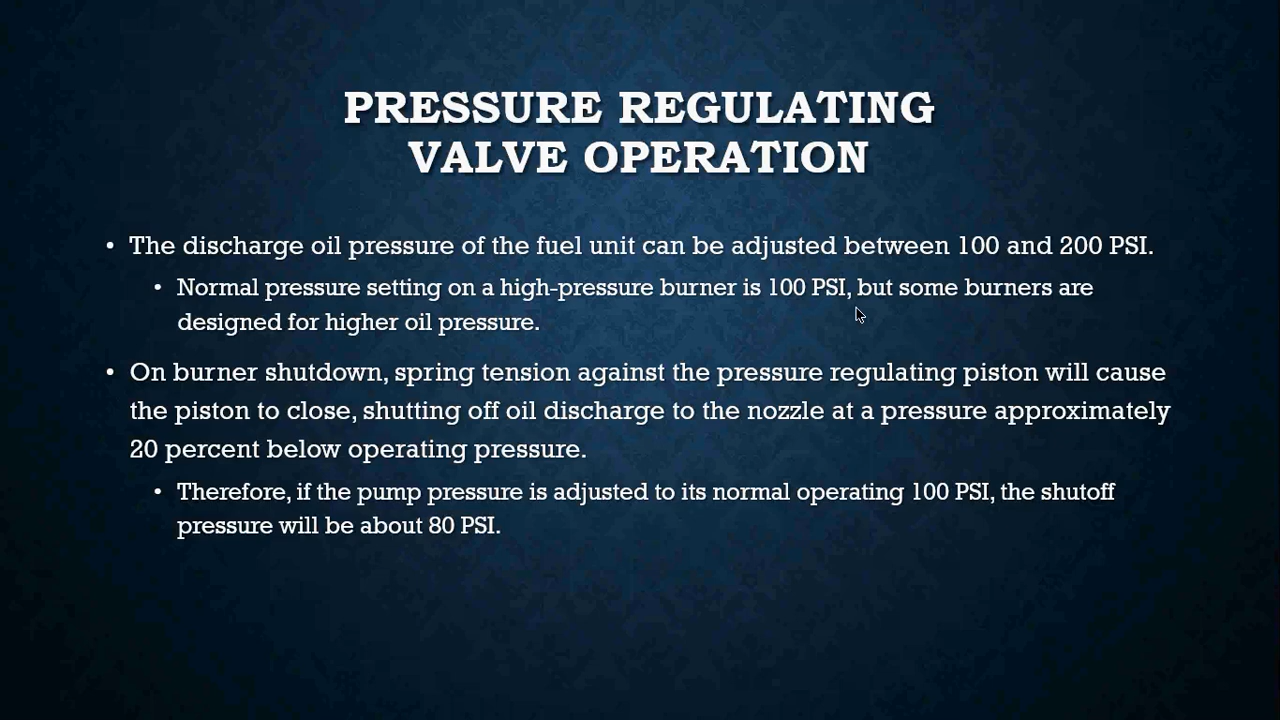 PRESSURE REGULATING
VALVE OPERATION
• The discharge oil pressure of the fuel unit can be adjusted between 100 and 200 PSI.
• Normal pressure setting on a high-pressure burner is 100 PSI, but some burners are
designed for higher oil pressure.
• On burner shutdown, spring tension against the pressure regulating piston will cause
the piston to close, shutting off oil discharge to the nozzle at a pressure approximately
20 percent below operating pressure.
• Therefore, if the pump pressure is adjusted to its normal operating 100 PSI, the shutoff
pressure will be about 80 PSI.